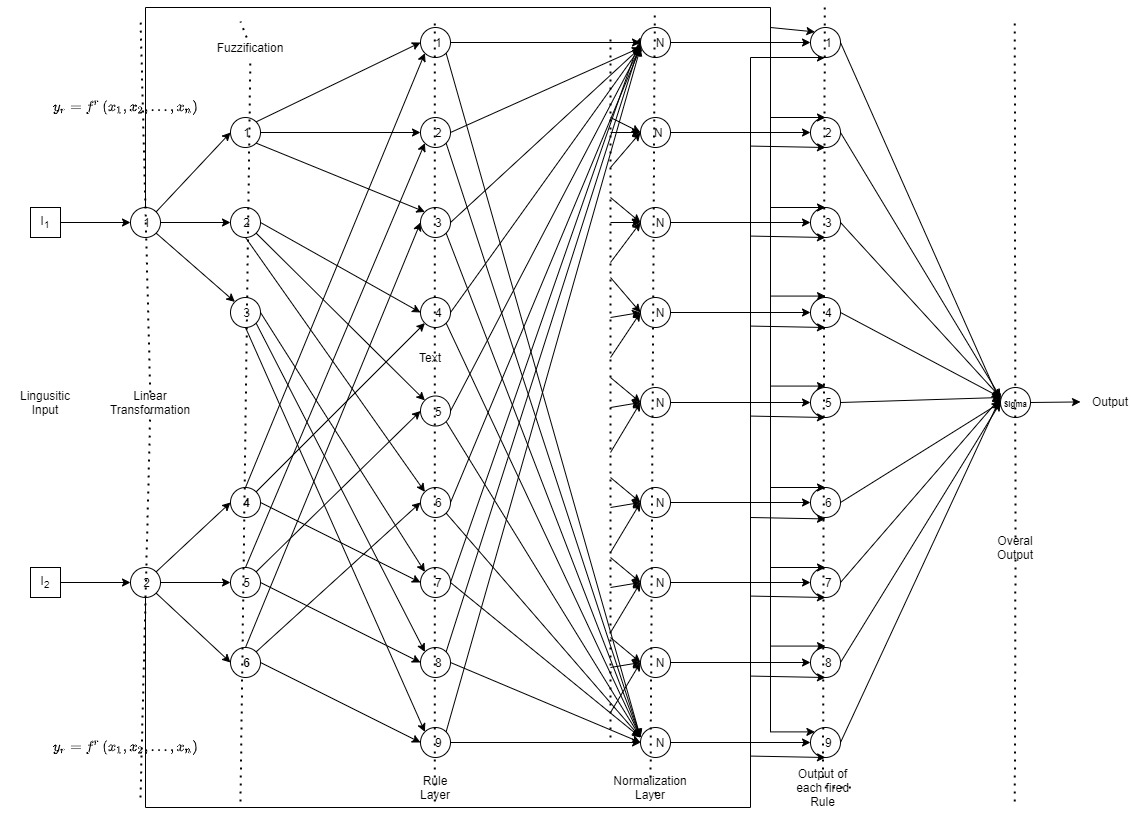 Fuzzification
y_r = f^r (x_1, x_2, ..., x_n)
I_1
1
1
2
3
Lingusitic
Input
Linear
Transformation
I_2
2
4
5
6
y_r = f^r (x_1, x_2, ..., x_n)
1
2
3
4
Text
5
6
7
8
9
Rule
Layer
N
N
N
N
N
N
N
N
N
Normalization
Layer
1
2
3
4
5
6
7
8
9
Output of
each fired
Rule
Sigma
Output
Overal
Output